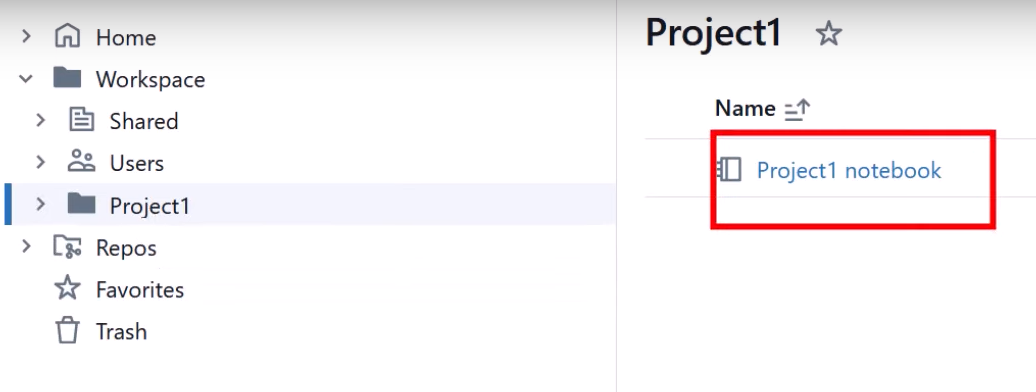 Home
Workspace
Shared
Users
Project1
Repos
Favorites
Trash
Project1
Name
Project1 notebook